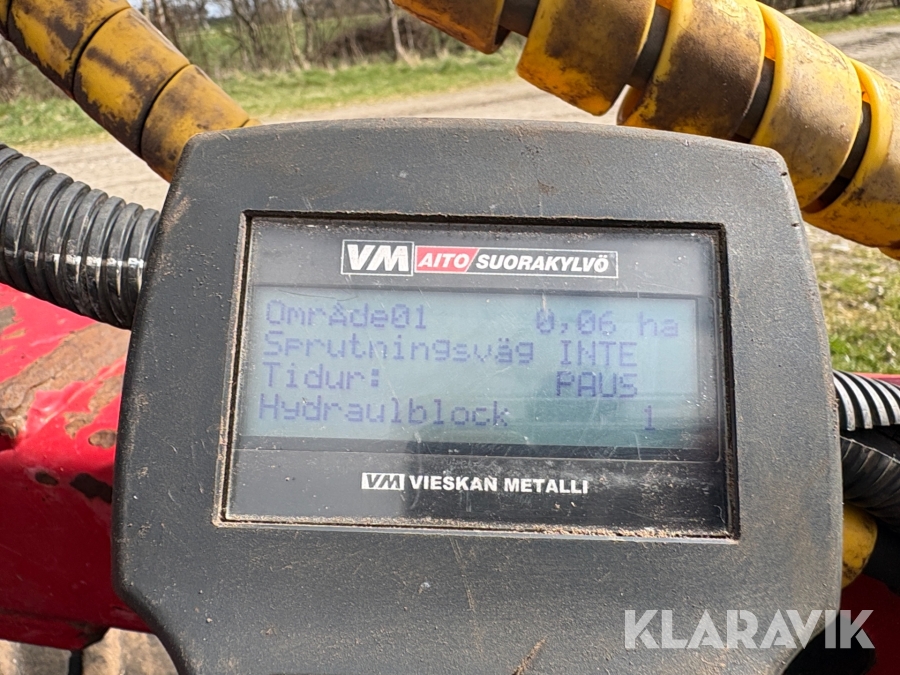 VM AITO SUORAKYLVÖ
Område01 0,06 ha
Sprutningsväg INTE
Tidur: PAUS
Hydraulblock 1
VM VIESKAN METALLI
KLARAVIK